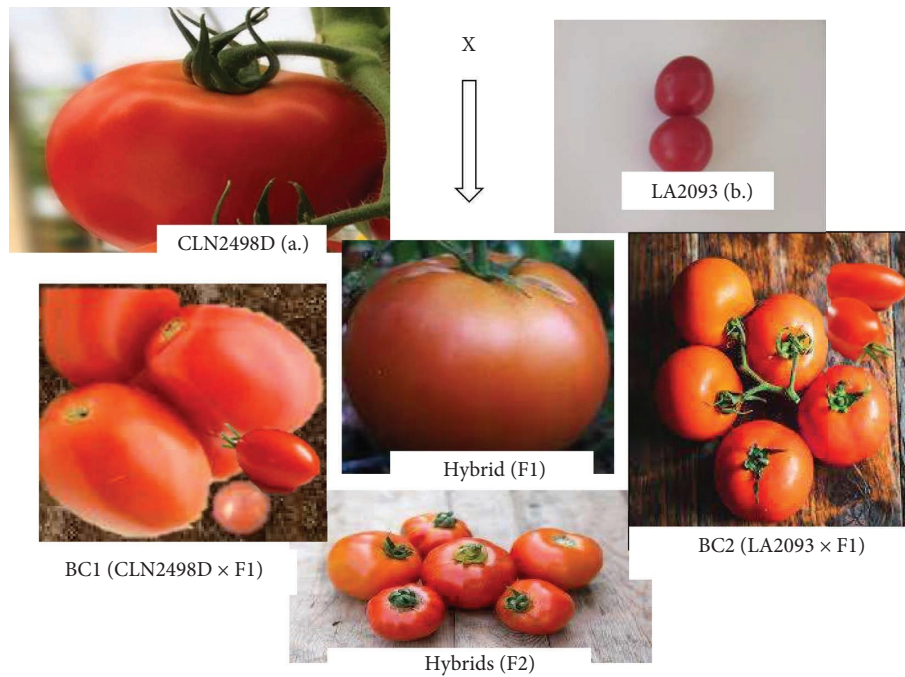 X
CLN2498D (a.)
LA2093 (b.)
Hybrid (F1)
BC1 (CLN2498D × F1)
BC2 (LA2093 × F1)
Hybrids (F2)